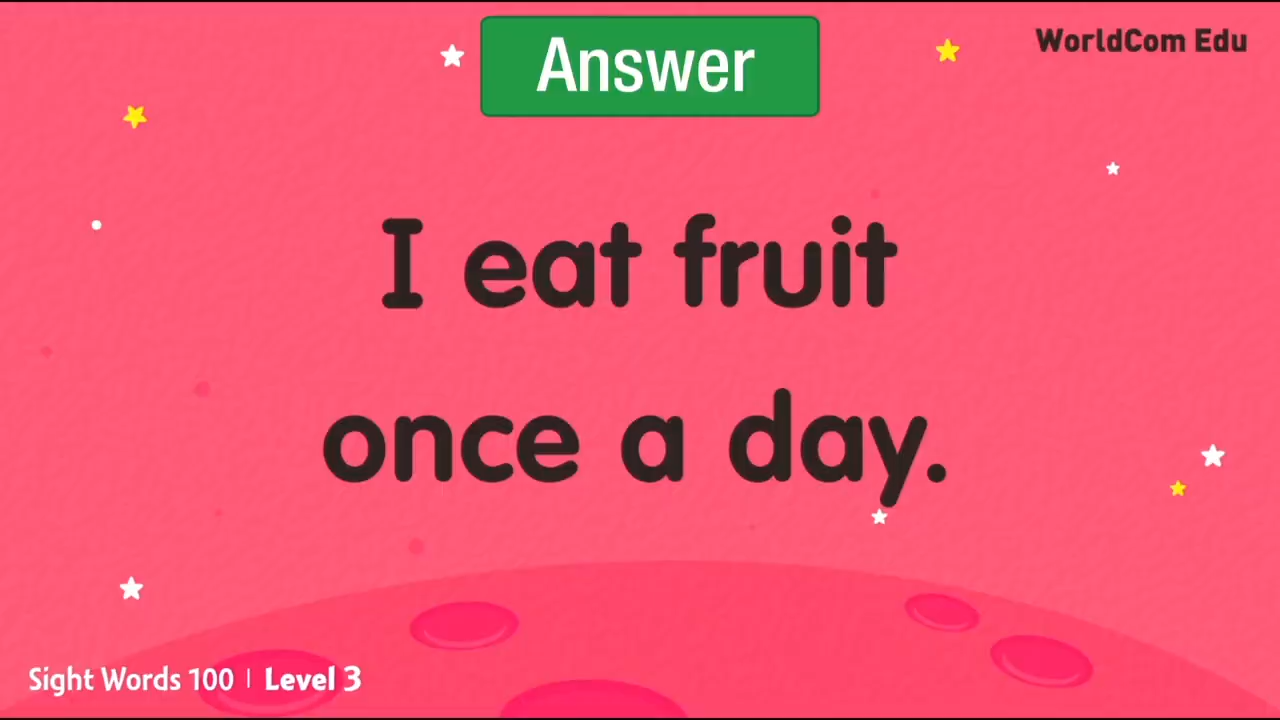 Answer
WorldCom Edu
I eat fruit
once a day.
Sight Words 100 | Level 3